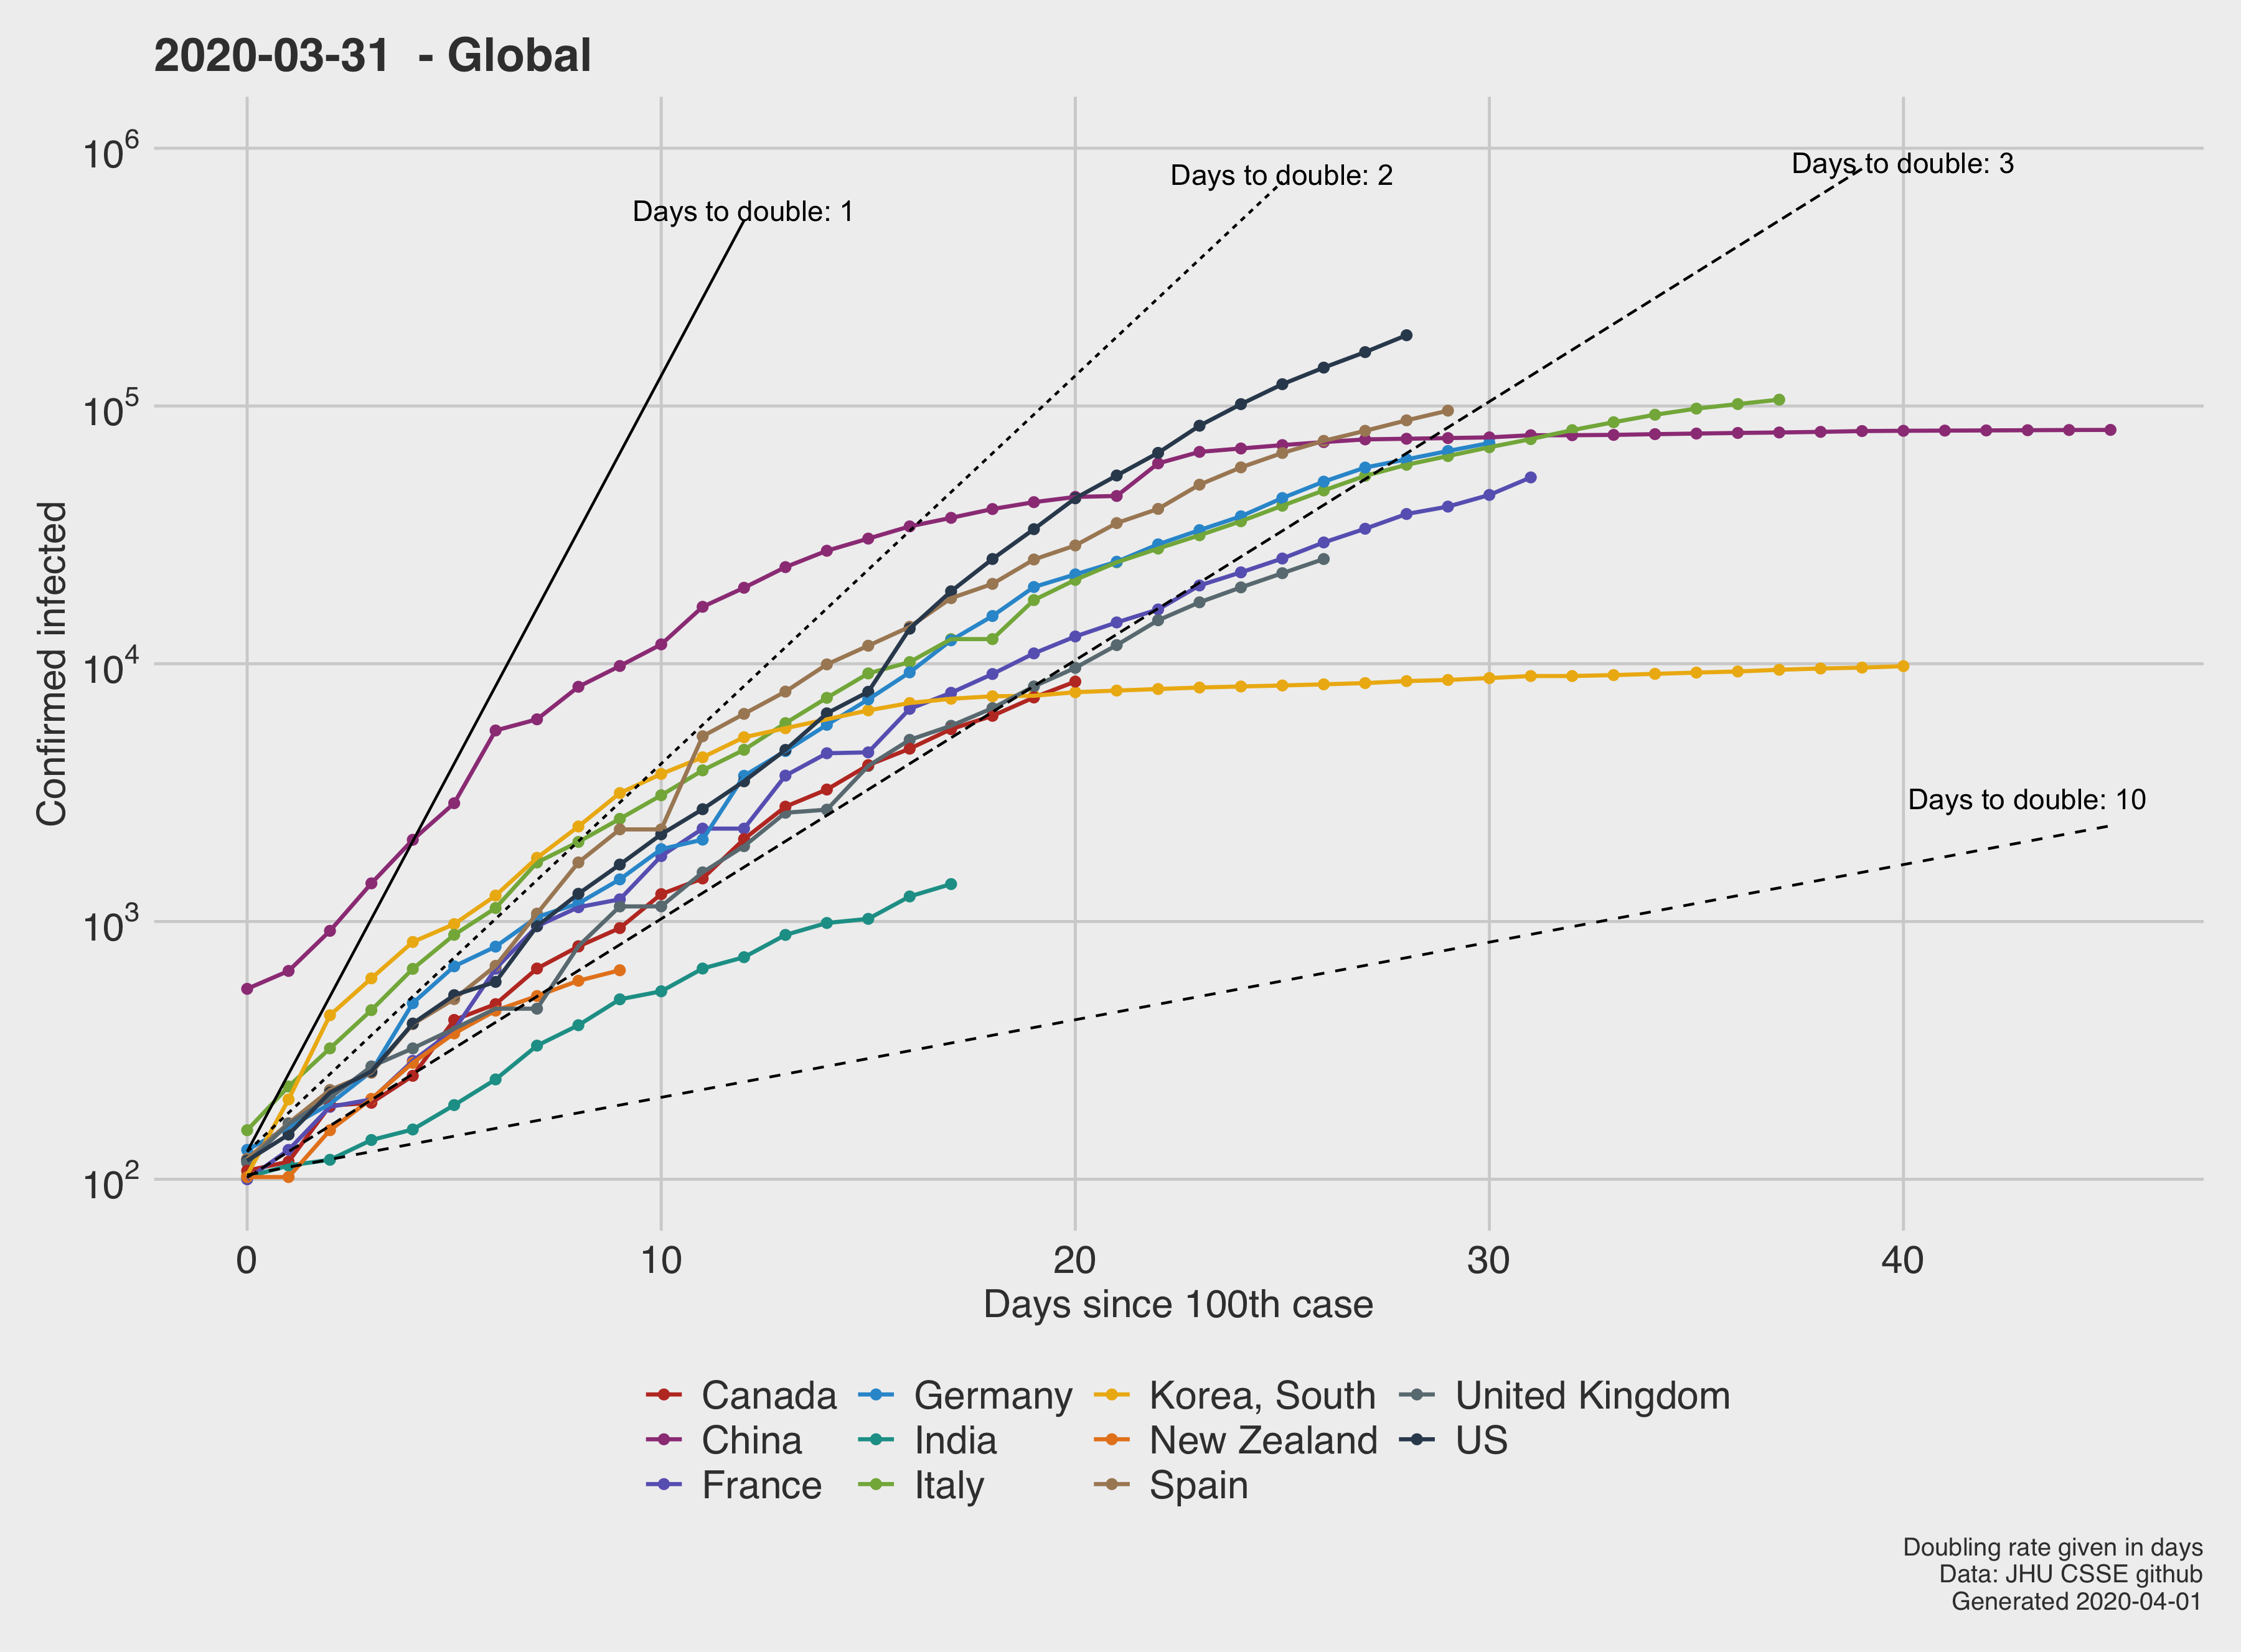 2020-03-31 - Global
10^6
10^5
10^4
10^3
10^2
Confirmed infected
Days to double: 1
Days to double: 2
Days to double: 3
Days to double: 10
0 10 20 30 40
Days since 100th case
Canada Germany Korea, South United Kingdom
China India New Zealand US
France Italy Spain
Doubling rate given in days
Data: JHU CSSE github
Generated 2020-04-01